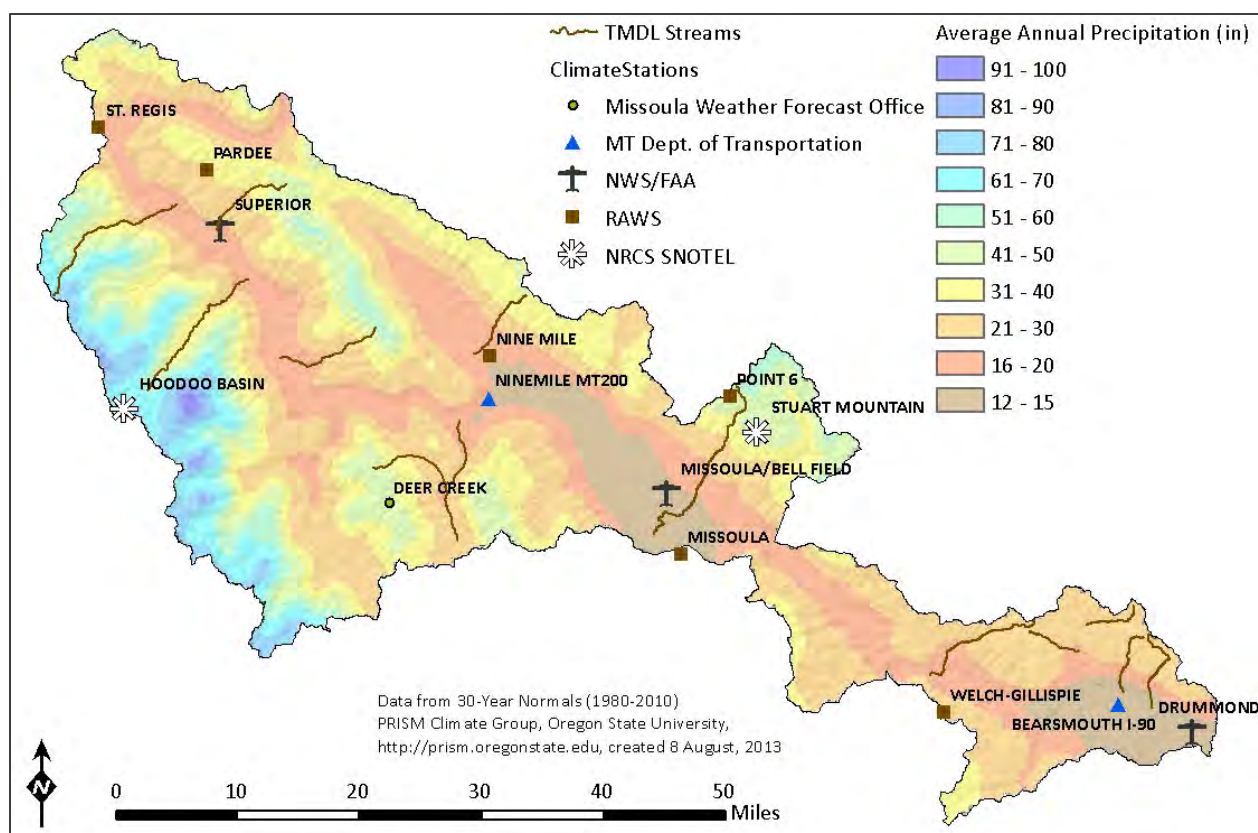 TMDL Streams
ClimateStations
Missoula Weather Forecast Office
MT Dept. of Transportation
NWS/FAA
RAWS
NRCS SNOTEL
Average Annual Precipitation (in)
91 - 100
81 - 90
71 - 80
61 - 70
51 - 60
41 - 50
31 - 40
21 - 30
16 - 20
12 - 15
ST. REGIS
PARDEE
SUPERIOR
NINE MILE
HOODOO BASIN
NINEMILE MT200
POINT 6
STUART MOUNTAIN
MISSOULA/BELL FIELD
DEER CREEK
MISSOULA
WELCH-GILLISPIE
DRUMMOND
BEARSMOUTH I-90
Data from 30-Year Normals (1980-2010)
PRISM Climate Group, Oregon State University,
http://prism.oregonstate.edu, created 8 August, 2013
N
0 10 20 30 40 50
Miles